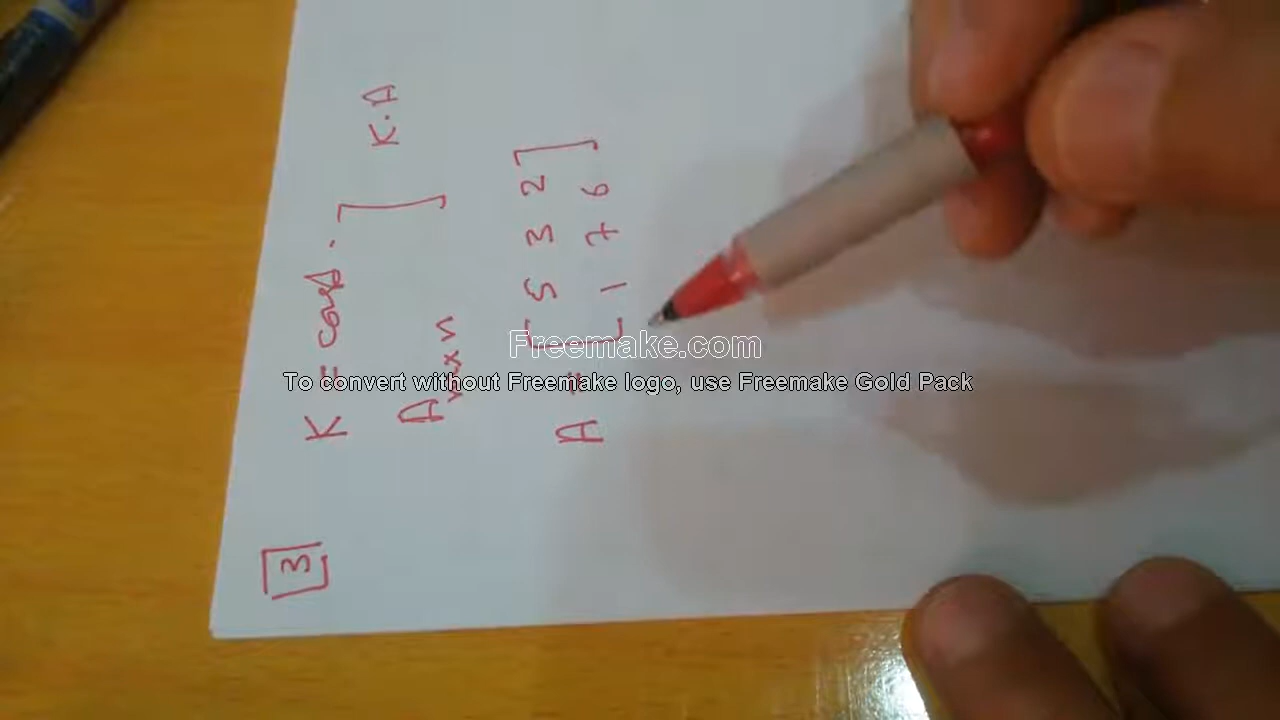 3
K = const. ] K.A
A m×n
A = [ 5 3 2
1 7 6 ]
Freemake.com
To convert without Freemake logo, use Freemake Gold Pack